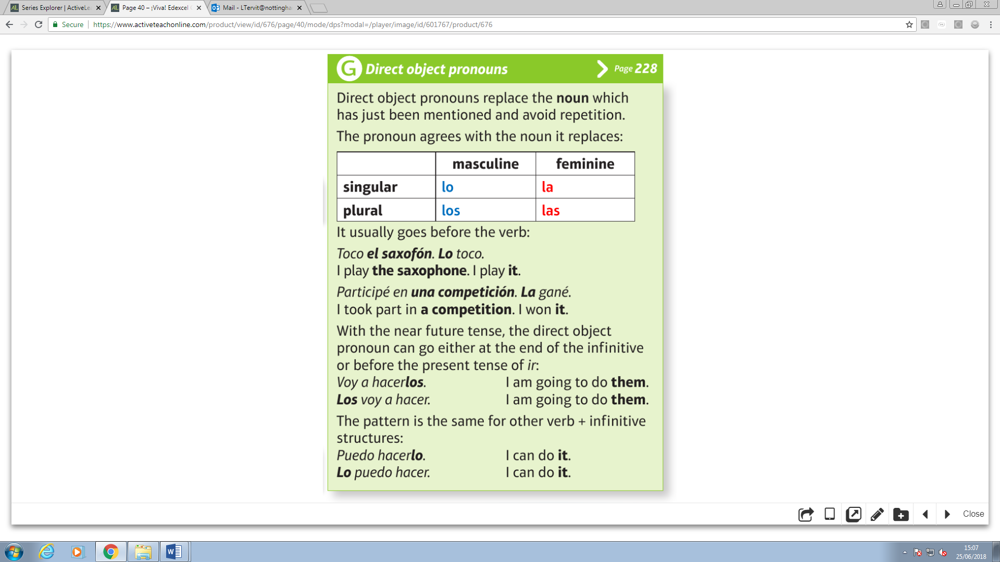 Series Explorer | ActiveLea
Page 40 – ¡Viva! Edexcel
Mail - LTervit@nottingha
Secure
https://www.activeteachonline.com/product/view/id/676/page/40/mode/dps?modal=/player/image/id/601767/product/676
G Direct object pronouns Page 228
Direct object pronouns replace the noun which
has just been mentioned and avoid repetition.
The pronoun agrees with the noun it replaces:
masculine feminine
singular lo la
plural los las
It usually goes before the verb:
Toco el saxofón. Lo toco.
I play the saxophone. I play it.
Participé en una competición. La gané.
I took part in a competition. I won it.
With the near future tense, the direct object
pronoun can go either at the end of the infinitive
or before the present tense of ir:
Voy a hacerlos. I am going to do them.
Los voy a hacer. I am going to do them.
The pattern is the same for other verb + infinitive
structures:
Puedo hacerlo. I can do it.
Lo puedo hacer. I can do it.
Close
15:07
25/06/2018